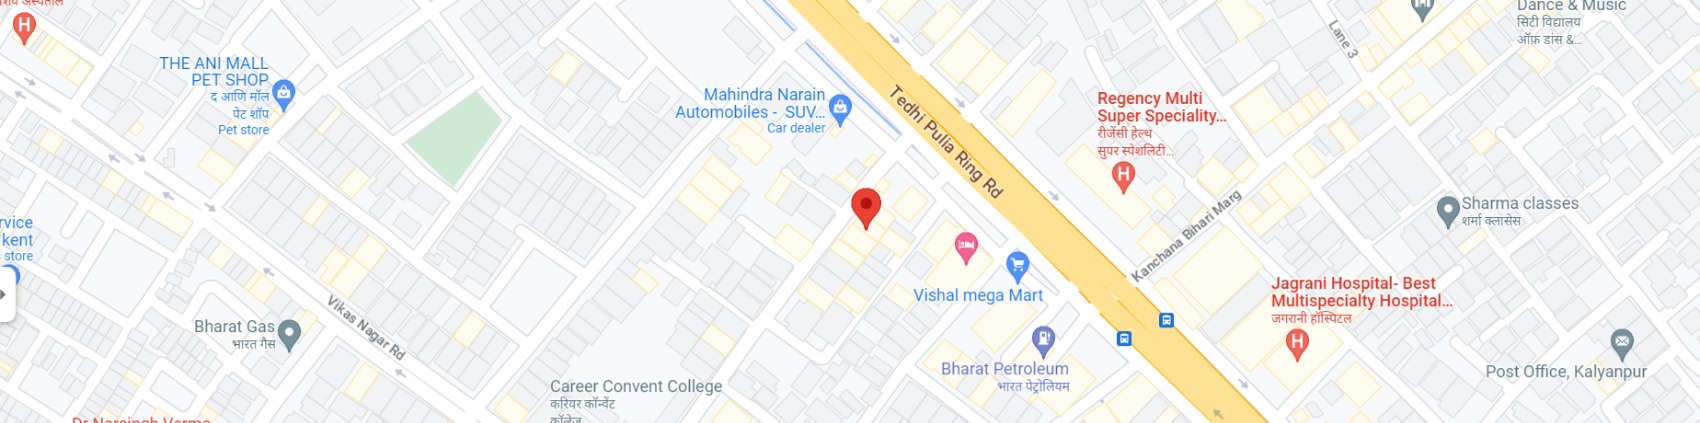 THE ANI MALL
PET SHOP
द आणि मॉल
पेट शॉप
Pet store
Mahindra Narain
Automobiles - SUV...
Car dealer
Tedhi Pulia Ring Rd
Regency Multi
Super Speciality...
रीजेंसी हेल्थ
सुपर स्पेशलिटी...
Lane 3
Dance & Music
सिटी विद्यालय
ऑफ़ डांस &...
Sharma classes
शर्मा क्लासेस
Kanchana Bihari Marg
rvice
kent
store
Vishal mega Mart
Jagrani Hospital- Best
Multispecialty Hospital...
जगरानी हॉस्पिटल
Vikas Nagar Rd
Bharat Gas
भारत गैस
Bharat Petroleum
भारत पेट्रोलियम
Post Office, Kalyanpur
Career Convent College
करियर कॉन्वेंट
कॉलेज
Dr Narsingh Verma